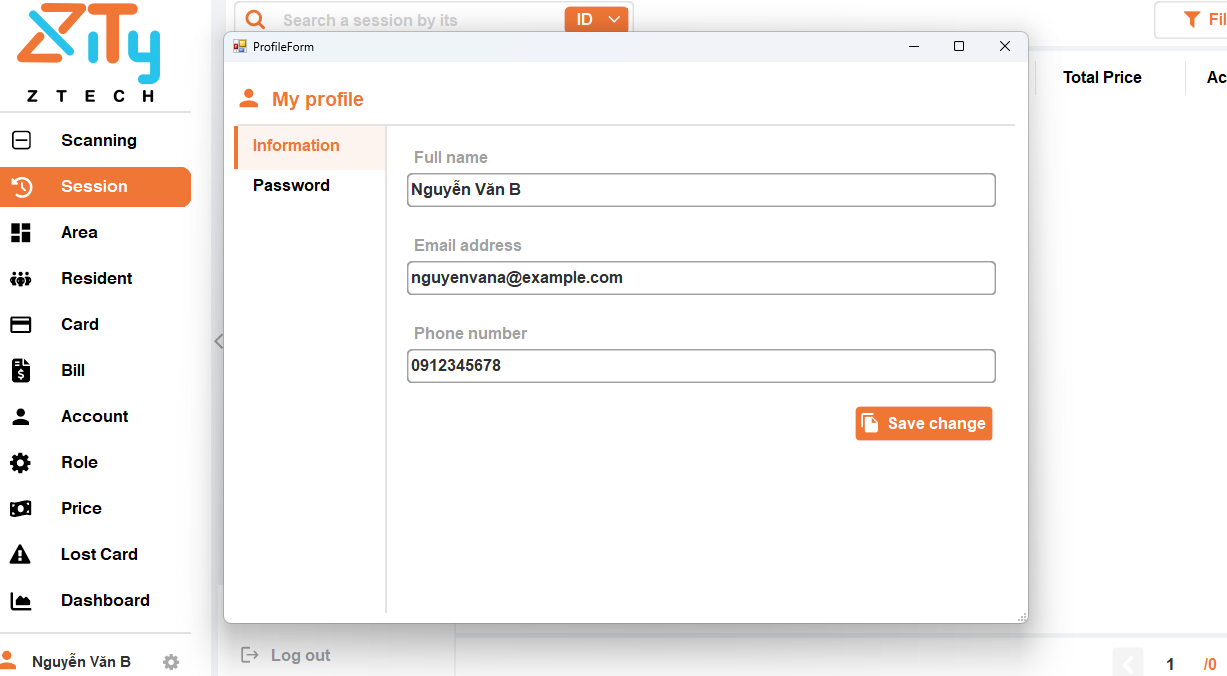 ZiTy
ZTECH
Scanning
Session
Area
Resident
Card
Bill
Account
Role
Price
Lost Card
Dashboard
Nguyễn Văn B
Search a session by its
ID
Fil
Total Price
Ac
ProfileForm
My profile
Information
Password
Full name
Nguyễn Văn B
Email address
nguyenvana@example.com
Phone number
0912345678
Save change
Log out
1 /0